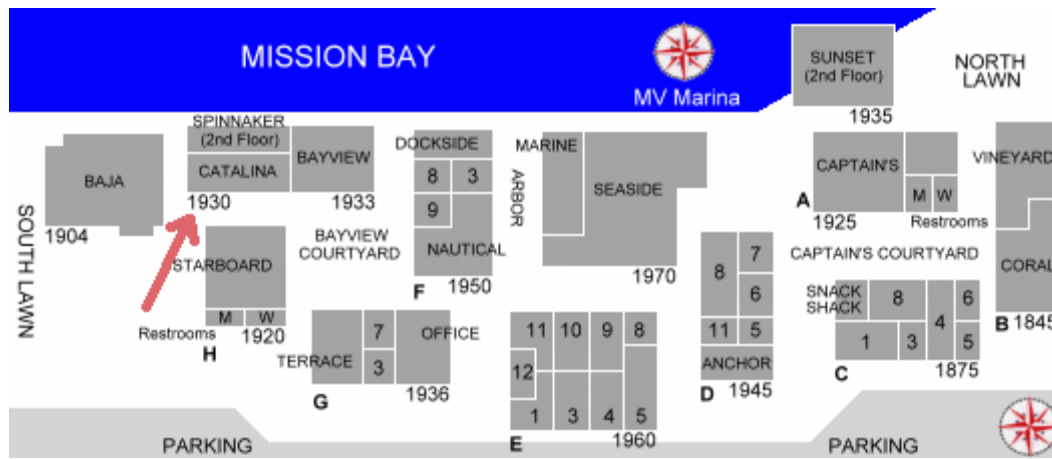 MISSION BAY
MV Marina
SUNSET
(2nd Floor)
1935
NORTH
LAWN
SPINNAKER
(2nd Floor)
CATALINA
1930
BAYVIEW
1933
BAJA
1904
SOUTH LAWN
DOCKSIDE
8
3
9
NAUTICAL
F
1950
ARBOR
MARINE
SEASIDE
1970
CAPTAIN'S
A
1925
M
W
Restrooms
VINEYARD
CORAL
B
1845
STARBOARD
M
W
Restrooms
H
1920
BAYVIEW
COURTYARD
CAPTAIN'S COURTYARD
TERRACE
7
3
OFFICE
G
1936
11
10
9
8
12
1
3
4
5
E
1960
8
7
6
11
5
ANCHOR
D
1945
SNACK
SHACK
8
6
4
1
3
5
C
1875
PARKING
PARKING